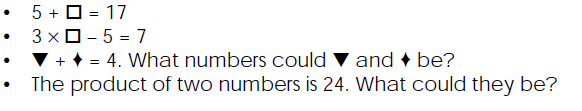 • 5 + □ = 17
• 3 × □ – 5 = 7
• ▼ + ♦ = 4. What numbers could ▼ and ♦ be?
• The product of two numbers is 24. What could they be?